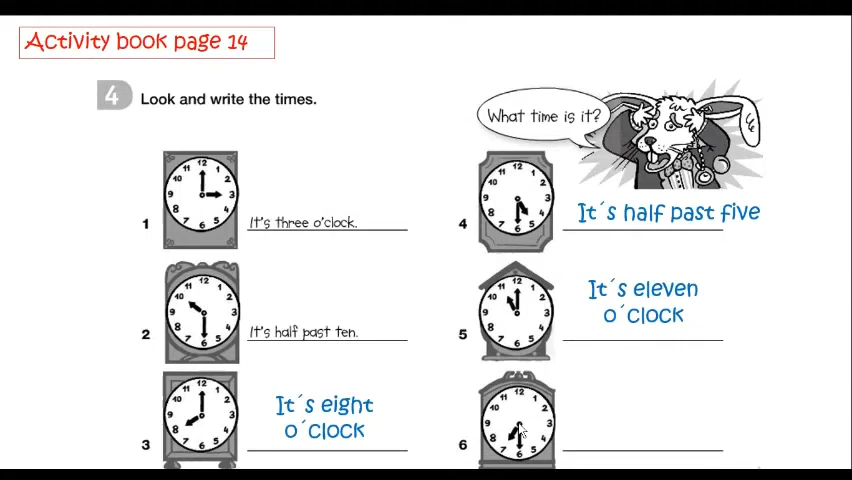 Activity book page 14
4 Look and write the times.
What time is it?
1 It's three o'clock.
2 It's half past ten.
3 It´s eight
o´clock
4 It´s half past five
5 It´s eleven
o´clock
6